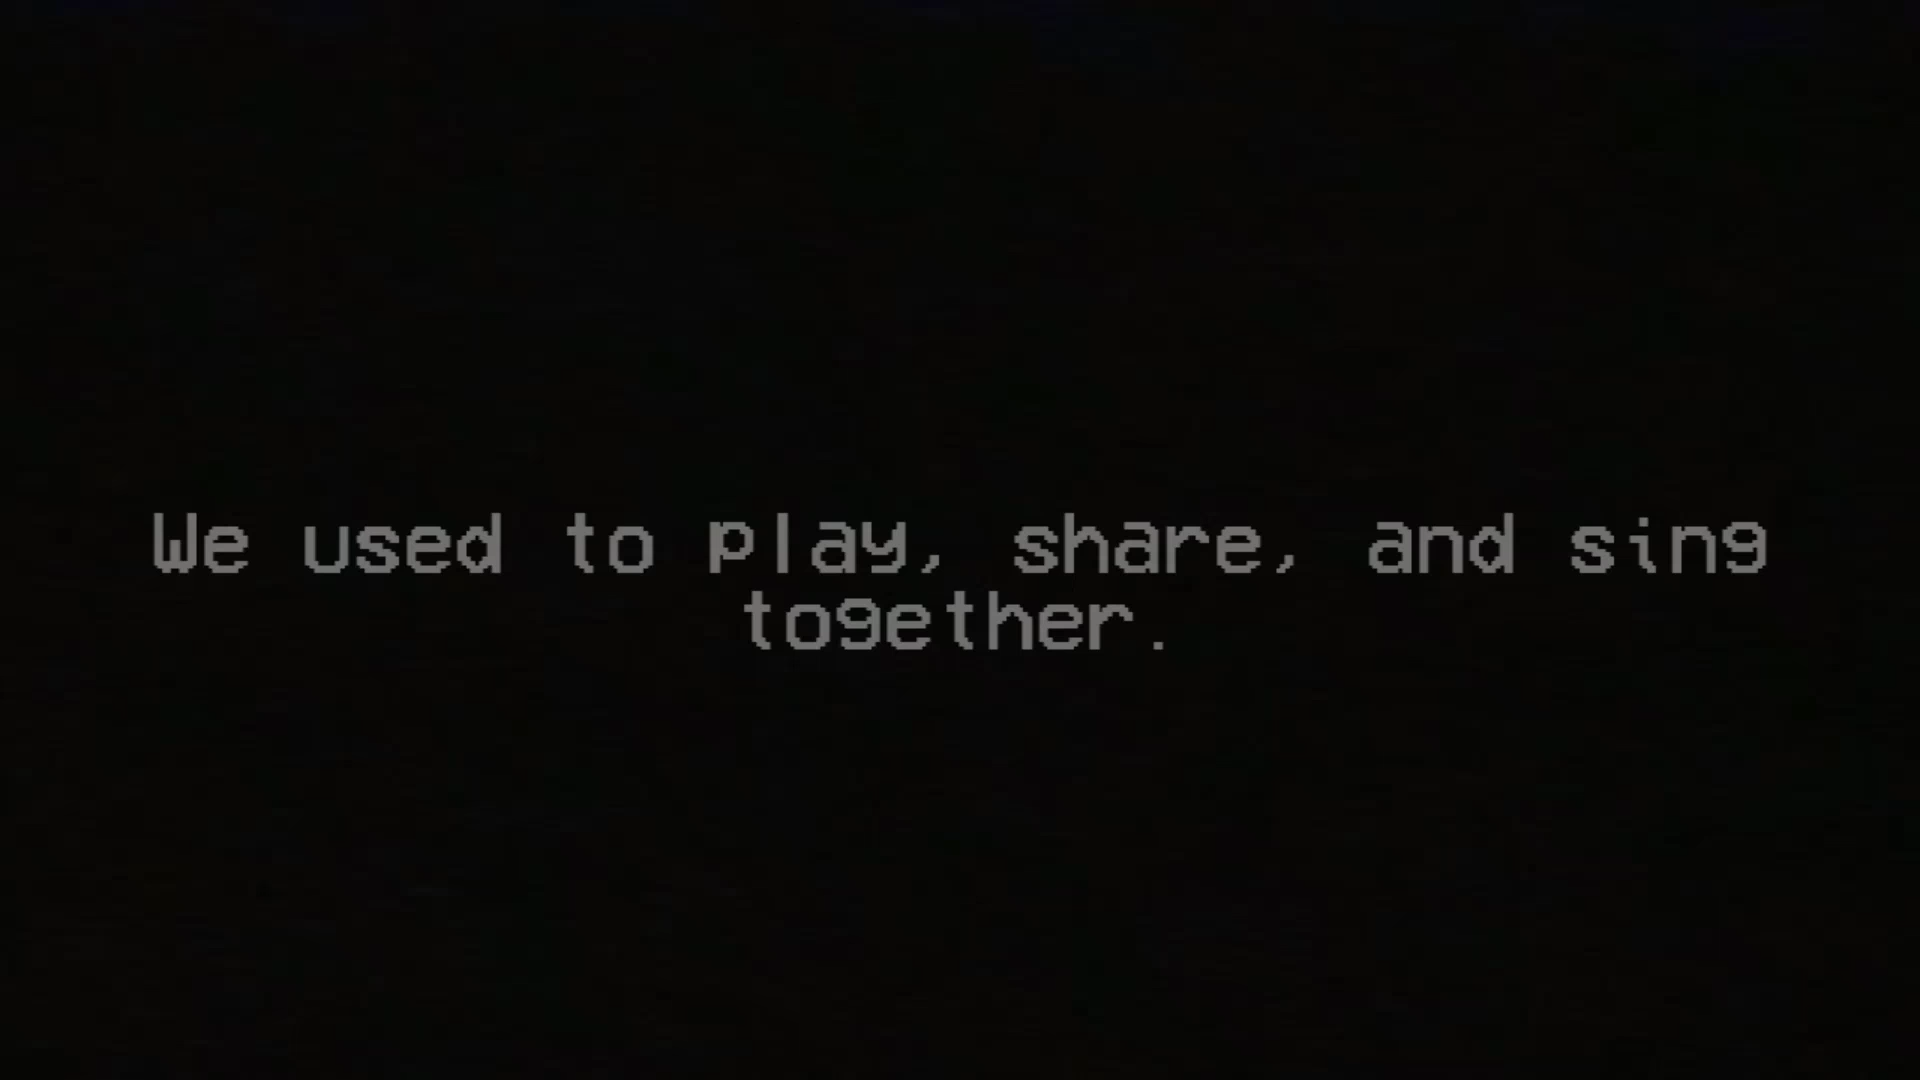 We used to play, share, and sing
together.